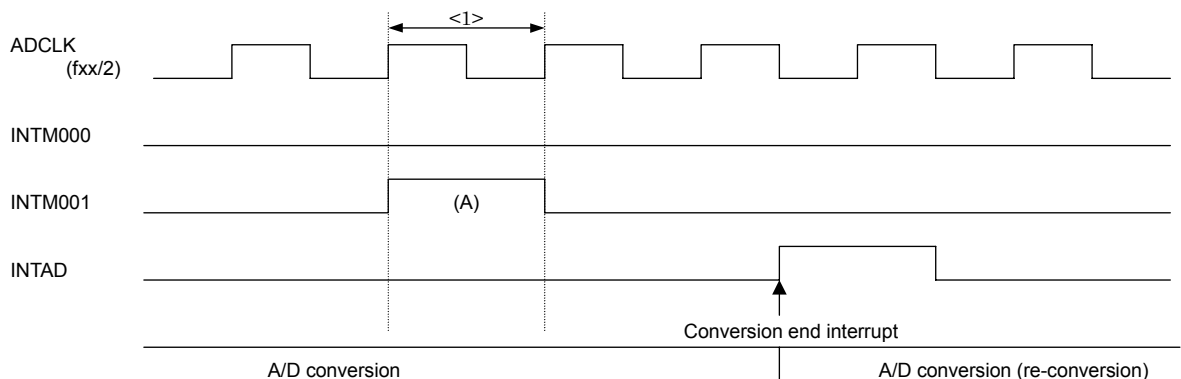 <1>
ADCLK
(fxx/2)
INTM000
INTM001
(A)
INTAD
Conversion end interrupt
A/D conversion
A/D conversion (re-conversion)